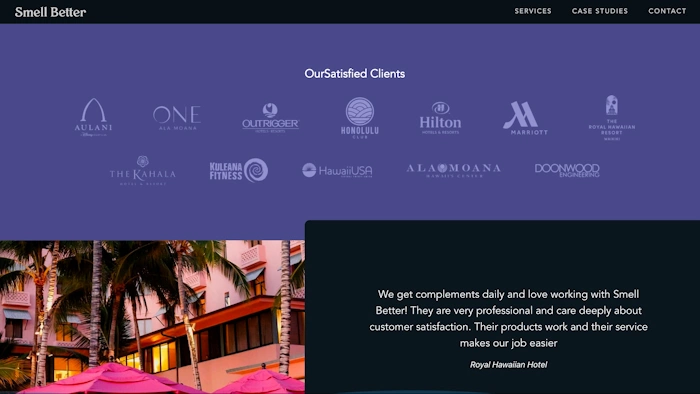 Smell Better
SERVICES CASE STUDIES CONTACT
OurSatisfied Clients
AULANI
ONE
ALA MOANA
OUTRIGGER
HONOLULU
CLUB
Hilton
HOTELS & RESORTS
MARRIOTT
THE
ROYAL HAWAIIAN
RESORT
WAIKIKI
THE KAHALA
HOTEL & RESORT
KULEANA
FITNESS
HawaiiUSA
ALA MOANA
HAWAII'S CENTER
DOONWOOD
ENGINEERING
We get complements daily and love working with Smell
Better! They are very professional and care deeply about
customer satisfaction. Their products work and their service
makes our job easier
Royal Hawaiian Hotel